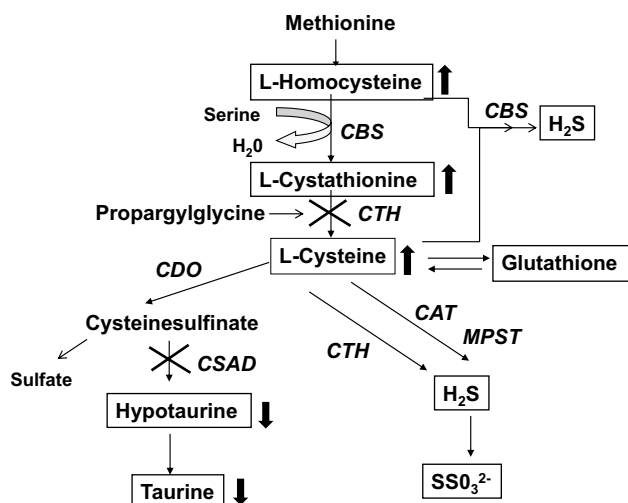 Methionine
L-Homocysteine
Serine
CBS
H₂S
CBS
H₂0
L-Cystathionine
Propargylglycine
CTH
L-Cysteine
Glutathione
CDO
CAT
Cysteinesulfinate
MPST
CTH
CSAD
Sulfate
H₂S
Hypotaurine
SS0₃²⁻
Taurine